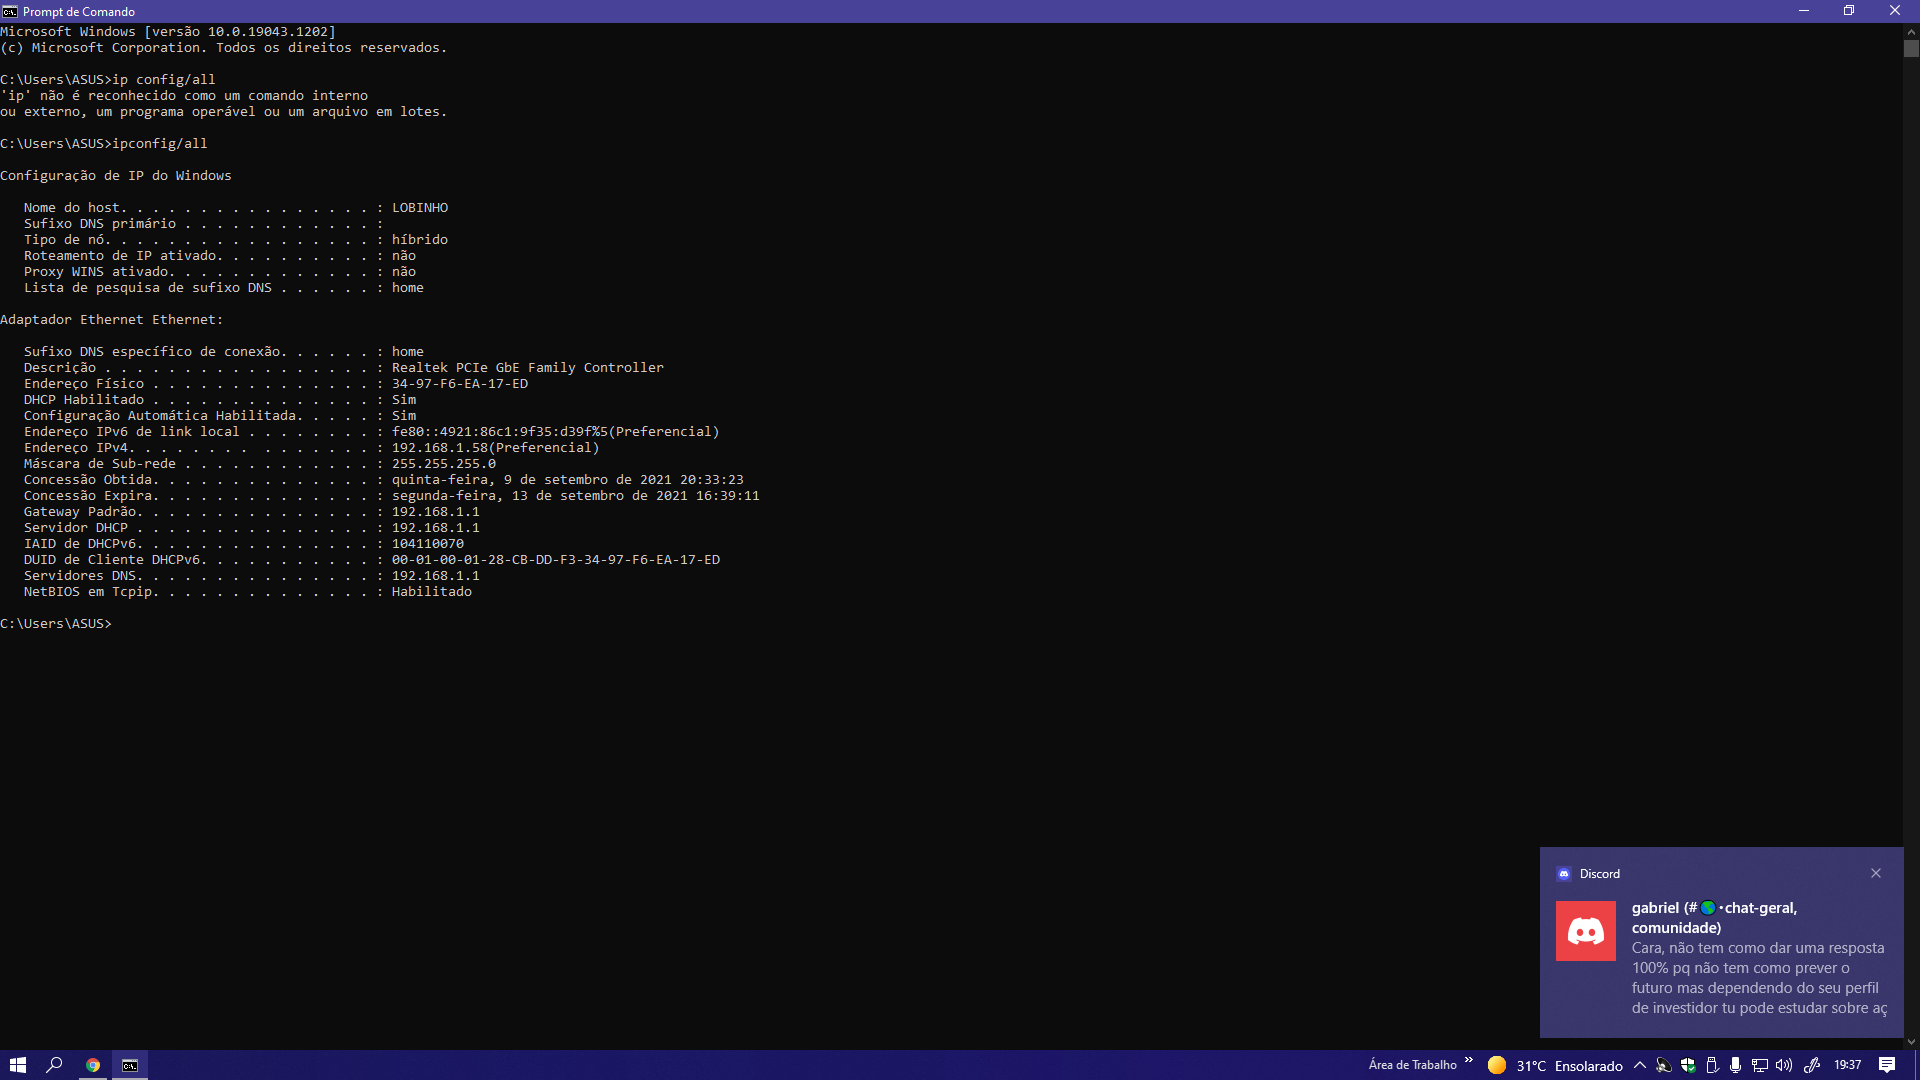 Prompt de Comando
Microsoft Windows [versão 10.0.19043.1202]
(c) Microsoft Corporation. Todos os direitos reservados.
C:\Users\ASUS>ip config/all
'ip' não é reconhecido como um comando interno
ou externo, um programa operável ou um arquivo em lotes.
C:\Users\ASUS>ipconfig/all
Configuração de IP do Windows
Nome do host. . . . . . . . . . . . . . . . : LOBINHO
Sufixo DNS primário . . . . . . . . . . . . :
Tipo de nó. . . . . . . . . . . . . . . . . : híbrido
Roteamento de IP ativado. . . . . . . . . . : não
Proxy WINS ativado. . . . . . . . . . . . . : não
Lista de pesquisa de sufixo DNS . . . . . . : home
Adaptador Ethernet Ethernet:
Sufixo DNS específico de conexão. . . . . . : home
Descrição . . . . . . . . . . . . . . . . . : Realtek PCIe GbE Family Controller
Endereço Físico . . . . . . . . . . . . . . : 34-97-F6-EA-17-ED
DHCP Habilitado . . . . . . . . . . . . . . : Sim
Configuração Automática Habilitada. . . . . : Sim
Endereço IPv6 de link local . . . . . . . . : fe80::4921:86c1:9f35:d39f%5(Preferencial)
Endereço IPv4. . . . . . . .  . . . . . . . : 192.168.1.58(Preferencial)
Máscara de Sub-rede . . . . . . . . . . . . : 255.255.255.0
Concessão Obtida. . . . . . . . . . . . . . : quinta-feira, 9 de setembro de 2021 20:33:23
Concessão Expira. . . . . . . . . . . . . . : segunda-feira, 13 de setembro de 2021 16:39:11
Gateway Padrão. . . . . . . . . . . . . . . : 192.168.1.1
Servidor DHCP . . . . . . . . . . . . . . . : 192.168.1.1
IAID de DHCPv6. . . . . . . . . . . . . . . : 104110070
DUID de Cliente DHCPv6. . . . . . . . . . . : 00-01-00-01-28-CB-DD-F3-34-97-F6-EA-17-ED
Servidores DNS. . . . . . . . . . . . . . . : 192.168.1.1
NetBIOS em Tcpip. . . . . . . . . . . . . . : Habilitado
C:\Users\ASUS>
Discord
gabriel (#🌎・chat-geral,
comunidade)
Cara, não tem como dar uma resposta
100% pq não tem como prever o
futuro mas dependendo do seu perfil
de investidor tu pode estudar sobre aç
Área de Trabalho » 31°C Ensolarado 19:37